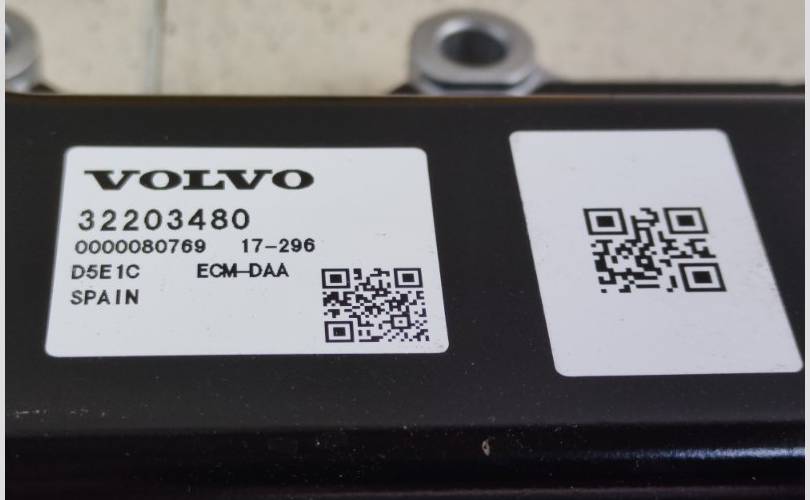 VOLVO
32203480
0000080769 17-296
D5E1C ECM-DAA
SPAIN